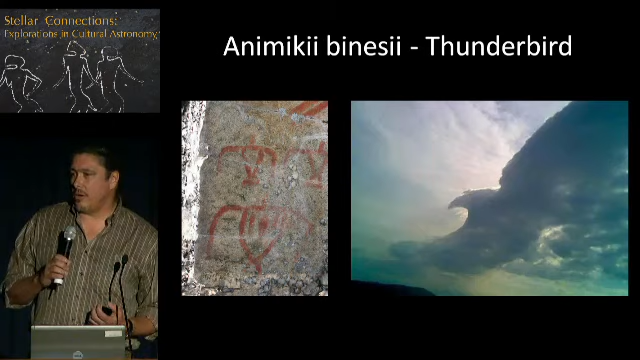 Stellar Connections:
Explorations in Cultural Astronomy
Animikii binesii - Thunderbird